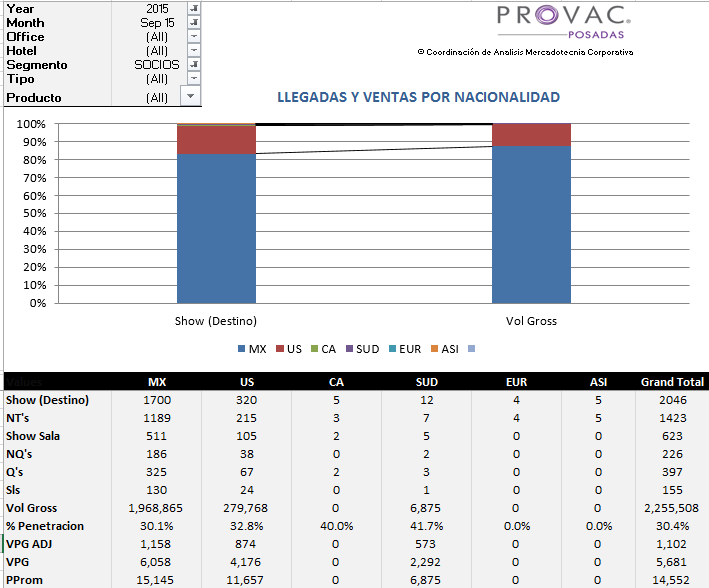 Year 2015
Month Sep 15
Office (All)
Hotel (All)
Segmento SOCIOS
Tipo (All)
Producto (All)
PROVAC®
POSADAS
© Coordinación de Analisis Mercadotecnia Corporativa
LLEGADAS Y VENTAS POR NACIONALIDAD
100%
90%
80%
70%
60%
50%
40%
30%
20%
10%
0%
Show (Destino) Vol Gross
MX US CA SUD EUR ASI
Values MX US CA SUD EUR ASI Grand Total
Show (Destino) 1700 320 5 12 4 5 2046
NT's 1189 215 3 7 4 5 1423
Show Sala 511 105 2 5 0 0 623
NQ's 186 38 0 2 0 0 226
Q's 325 67 2 3 0 0 397
Sls 130 24 0 1 0 0 155
Vol Gross 1,968,865 279,768 0 6,875 0 0 2,255,508
% Penetracion 30.1% 32.8% 40.0% 41.7% 0.0% 0.0% 30.4%
VPG ADJ 1,158 874 0 573 0 0 1,102
VPG 6,058 4,176 0 2,292 0 0 5,681
PProm 15,145 11,657 0 6,875 0 0 14,552